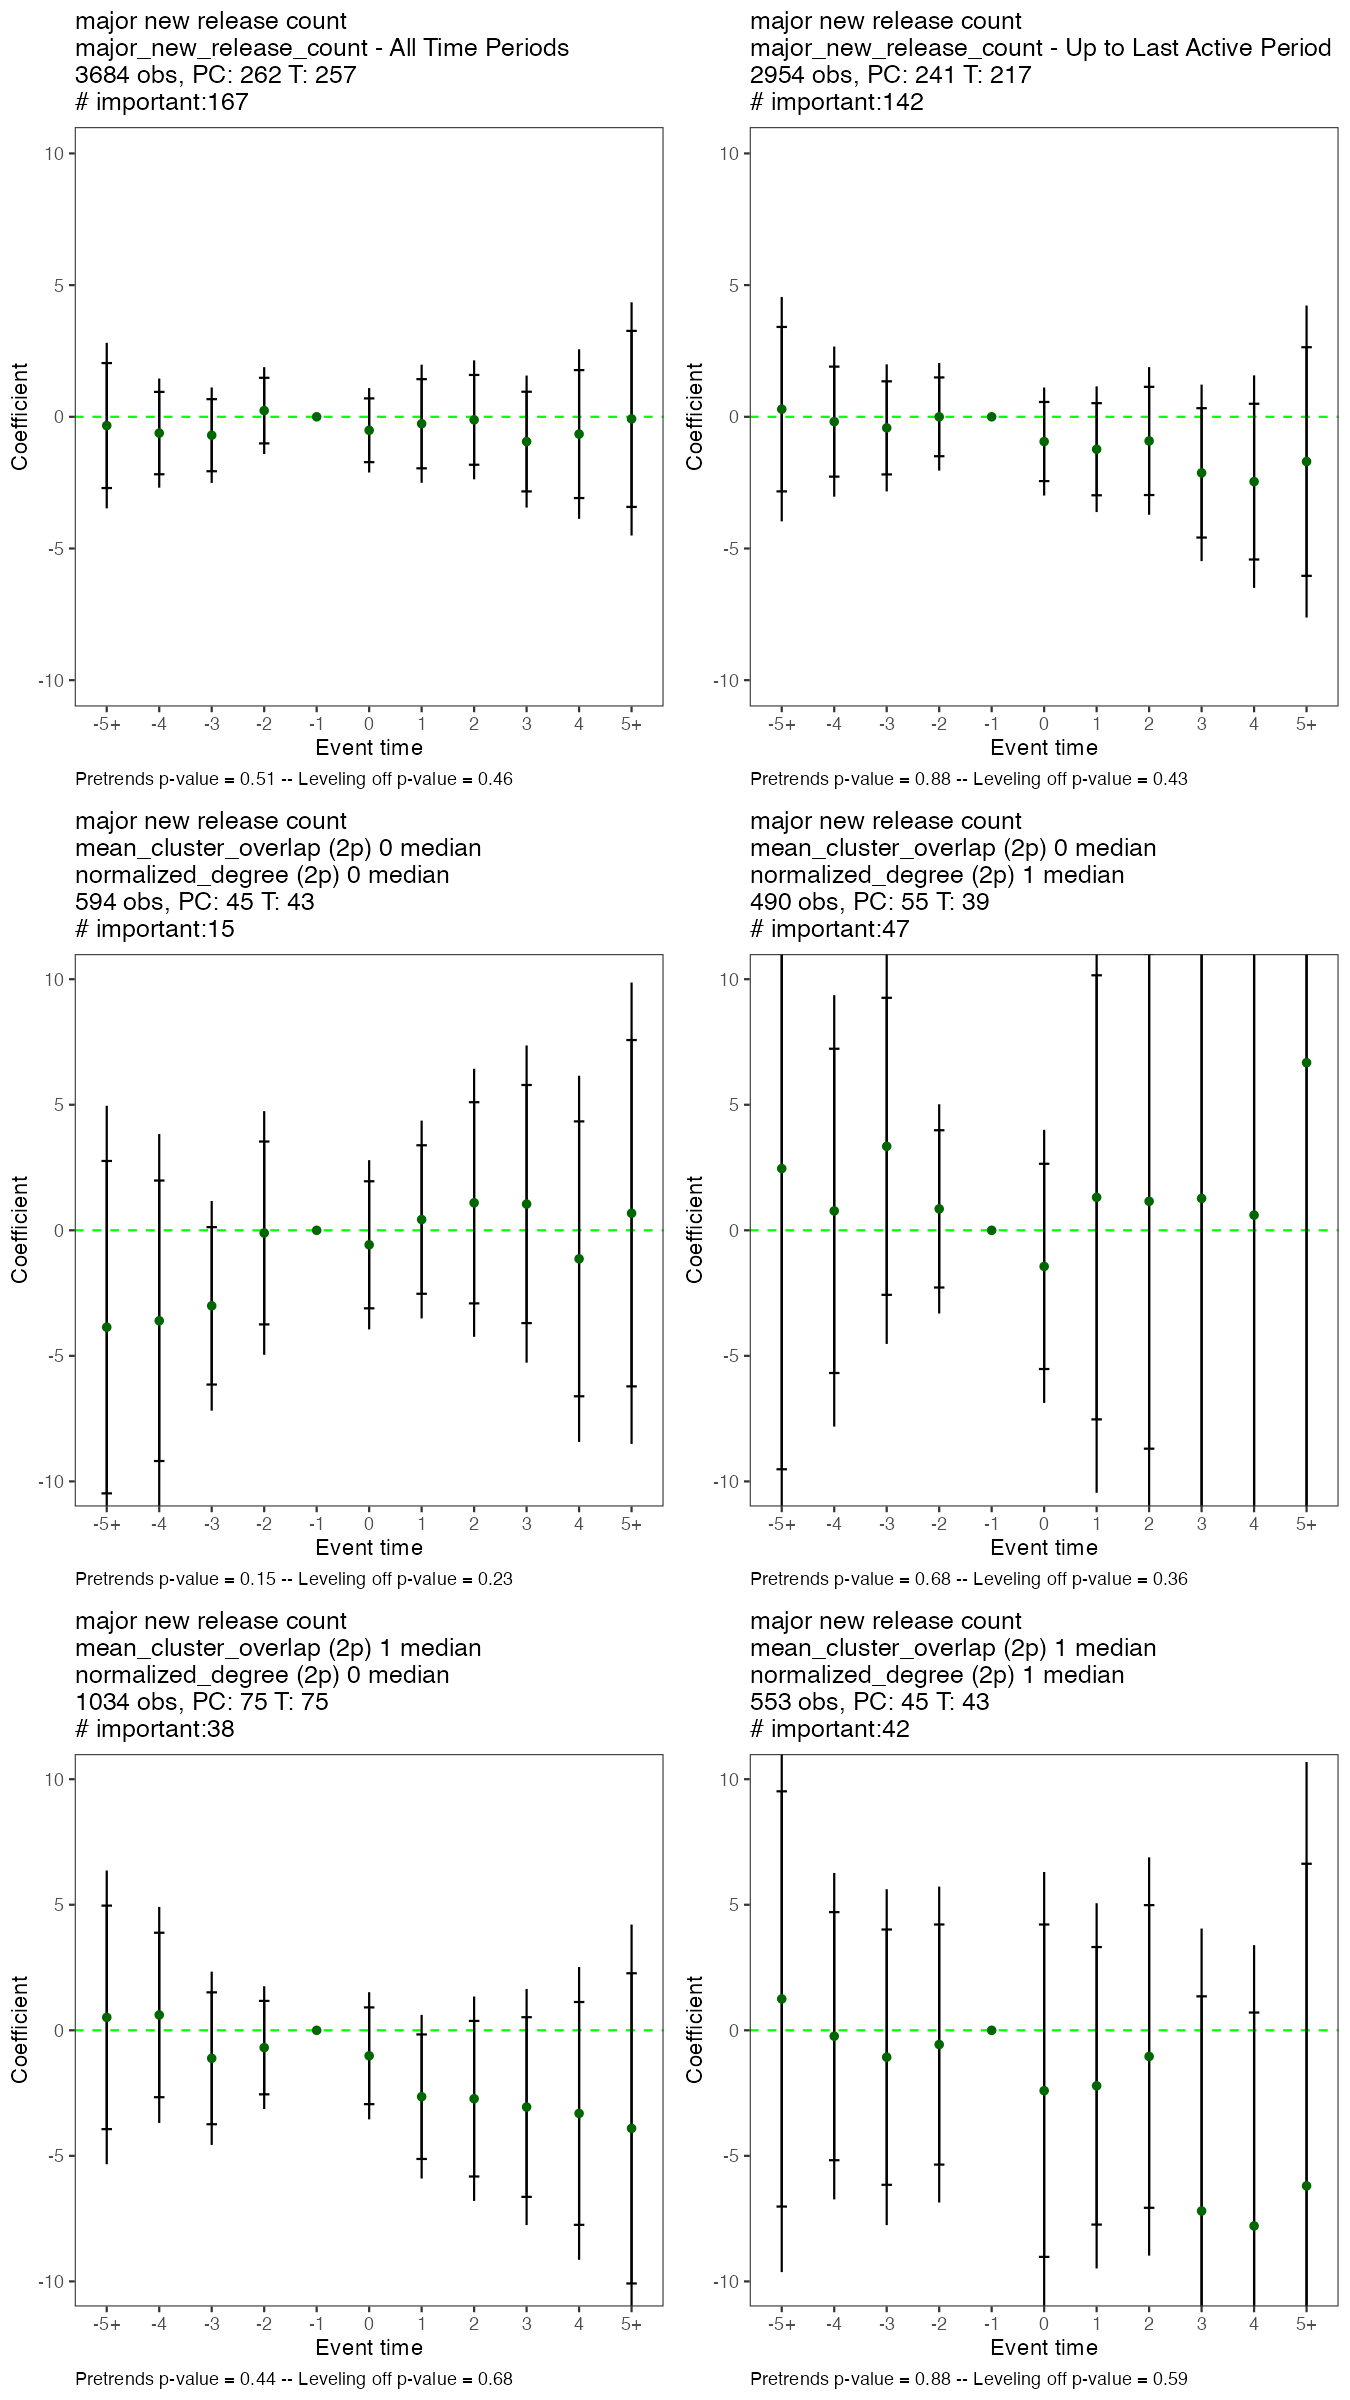 major new release count
major_new_release_count - All Time Periods
3684 obs, PC: 262 T: 257
# important:167
10
5
0
-5
-10
Coefficient
-5+ -4 -3 -2 -1 0 1 2 3 4 5+
Event time
Pretrends p-value = 0.51 -- Leveling off p-value = 0.46
major new release count
major_new_release_count - Up to Last Active Period
2954 obs, PC: 241 T: 217
# important:142
10
5
0
-5
-10
Coefficient
-5+ -4 -3 -2 -1 0 1 2 3 4 5+
Event time
Pretrends p-value = 0.88 -- Leveling off p-value = 0.43
major new release count
mean_cluster_overlap (2p) 0 median
normalized_degree (2p) 0 median
594 obs, PC: 45 T: 43
# important:15
10
5
0
-5
-10
Coefficient
-5+ -4 -3 -2 -1 0 1 2 3 4 5+
Event time
Pretrends p-value = 0.15 -- Leveling off p-value = 0.23
major new release count
mean_cluster_overlap (2p) 0 median
normalized_degree (2p) 1 median
490 obs, PC: 55 T: 39
# important:47
10
5
0
-5
-10
Coefficient
-5+ -4 -3 -2 -1 0 1 2 3 4 5+
Event time
Pretrends p-value = 0.68 -- Leveling off p-value = 0.36
major new release count
mean_cluster_overlap (2p) 1 median
normalized_degree (2p) 0 median
1034 obs, PC: 75 T: 75
# important:38
10
5
0
-5
-10
Coefficient
-5+ -4 -3 -2 -1 0 1 2 3 4 5+
Event time
Pretrends p-value = 0.44 -- Leveling off p-value = 0.68
major new release count
mean_cluster_overlap (2p) 1 median
normalized_degree (2p) 1 median
553 obs, PC: 45 T: 43
# important:42
10
5
0
-5
-10
Coefficient
-5+ -4 -3 -2 -1 0 1 2 3 4 5+
Event time
Pretrends p-value = 0.88 -- Leveling off p-value = 0.59